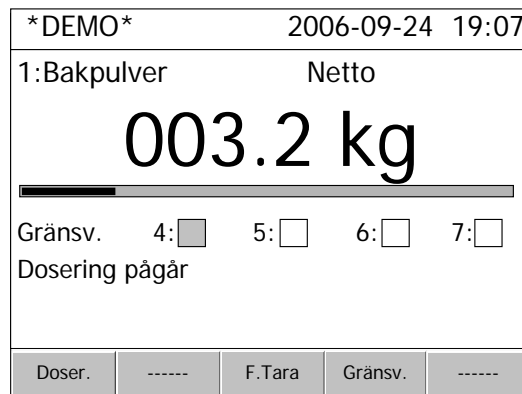 *DEMO* 2006-09-24 19:07
1:Bakpulver Netto
003.2 kg
Gränsv. 4: 5: 6: 7:
Dosering pågår
Doser. ------ F.Tara Gränsv. ------